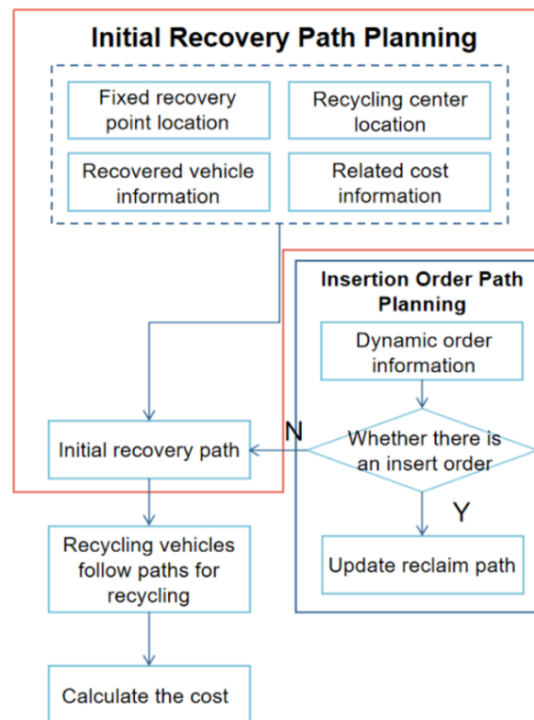 Initial Recovery Path Planning
Fixed recovery
point location
Recycling center
location
Recovered vehicle
information
Related cost
information
Insertion Order Path
Planning
Dynamic order
information
Whether there is
an insert order
N
Y
Initial recovery path
Update reclaim path
Recycling vehicles
follow paths for
recycling
Calculate the cost